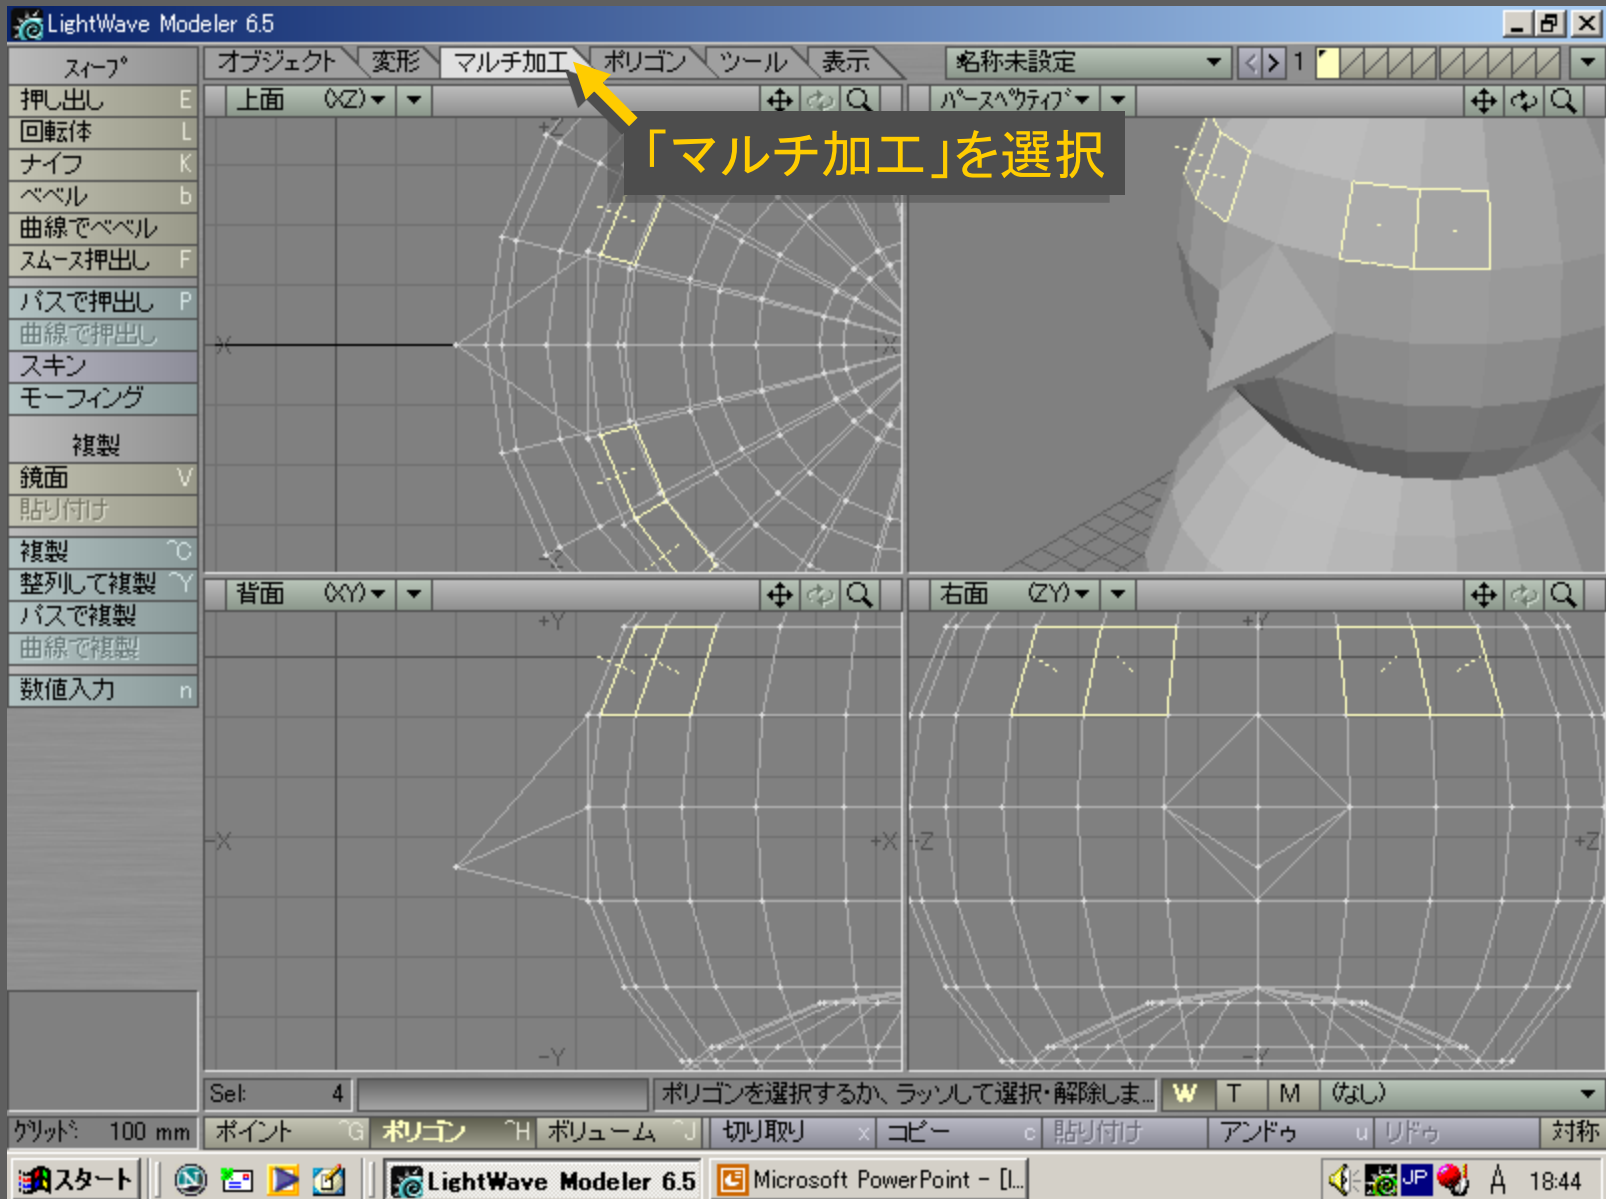 LightWave Modeler 6.5
スィープ
オブジェクト 変形 マルチ加工 ポリゴン ツール 表示
名称未設定 1
押し出し E
回転体 L
ナイフ K
ベベル b
曲線でベベル
スムース押出し F
パスで押出し P
曲線で押出し
スキン
モーフィング
複製
鏡面 V
貼り付け
複製 ^C
整列して複製 ^Y
パスで複製
曲線で複製
数値入力 n
上面 (XZ)
パースペクティブ
「マルチ加工」を選択
+Z
-X
+X
-Z
背面 (XY)
右面 (ZY)
+Y
-X
+X
-Y
+Y
-Z
+Z
-Y
Sel: 4
ポリゴンを選択するか、ラッソして選択・解除しま...
W T M (なし)
グリッド: 100 mm
ポイント ^G ポリゴン ^H ボリューム ^J 切り取り x コピー c 貼り付け アンドゥ u リドゥ 対称
スタート
LightWave Modeler 6.5
Microsoft PowerPoint - [l...
JP A 18:44